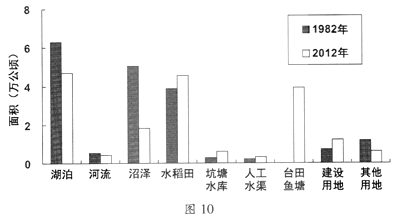 8
6
4
2
0
面积（万公顷）
1982年
2012年
湖泊
河流
沼泽
水稻田
坑塘
水库
人工
水渠
台田
鱼塘
建设
用地
其他
用地
图 10